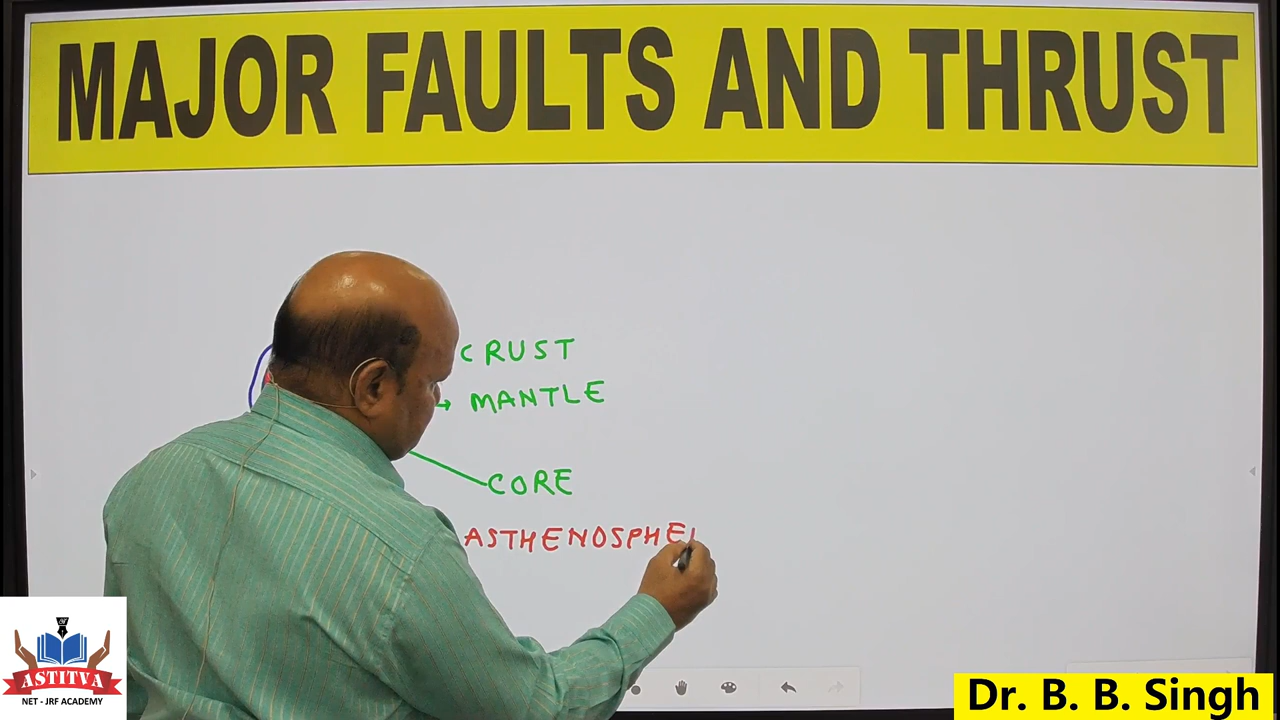 MAJOR FAULTS AND THRUST
CRUST
MANTLE
CORE
ASTHENOSPHE
ASTITVA
NET - JRF ACADEMY
Dr. B. B. Singh